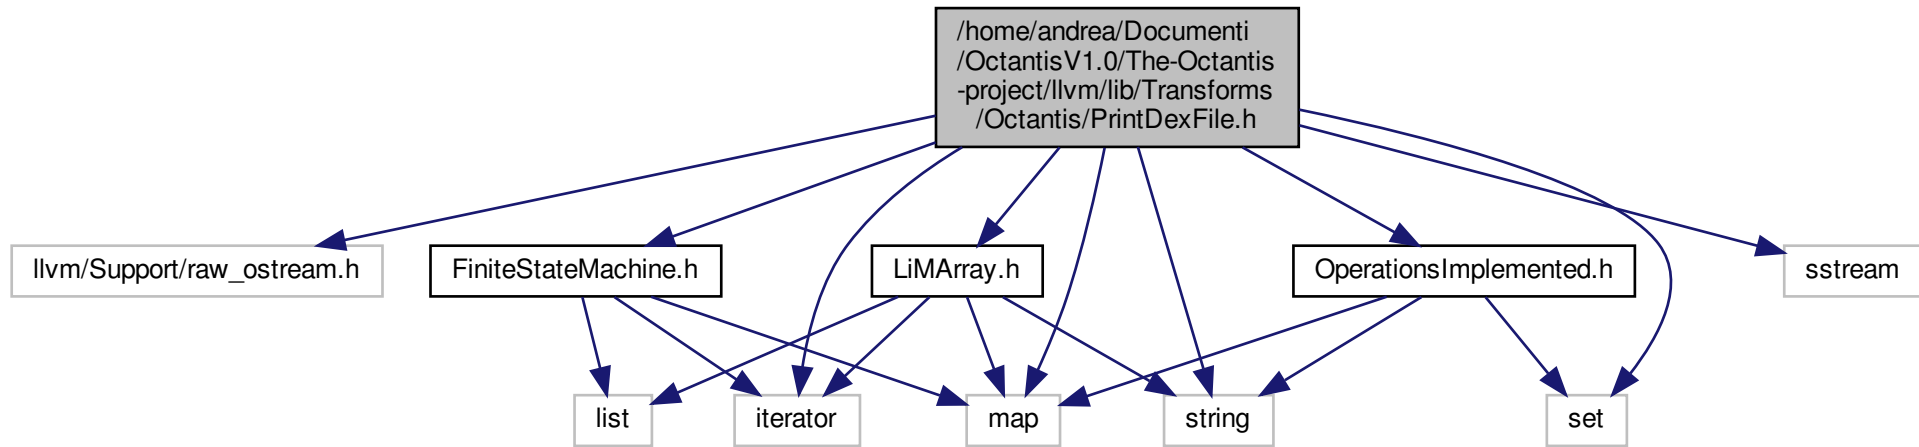 /home/andrea/Documenti
/OctantisV1.0/The-Octantis
-project/llvm/lib/Transforms
/Octantis/PrintDexFile.h
llvm/Support/raw_ostream.h
FiniteStateMachine.h
LiMArray.h
OperationsImplemented.h
sstream
list
iterator
map
string
set